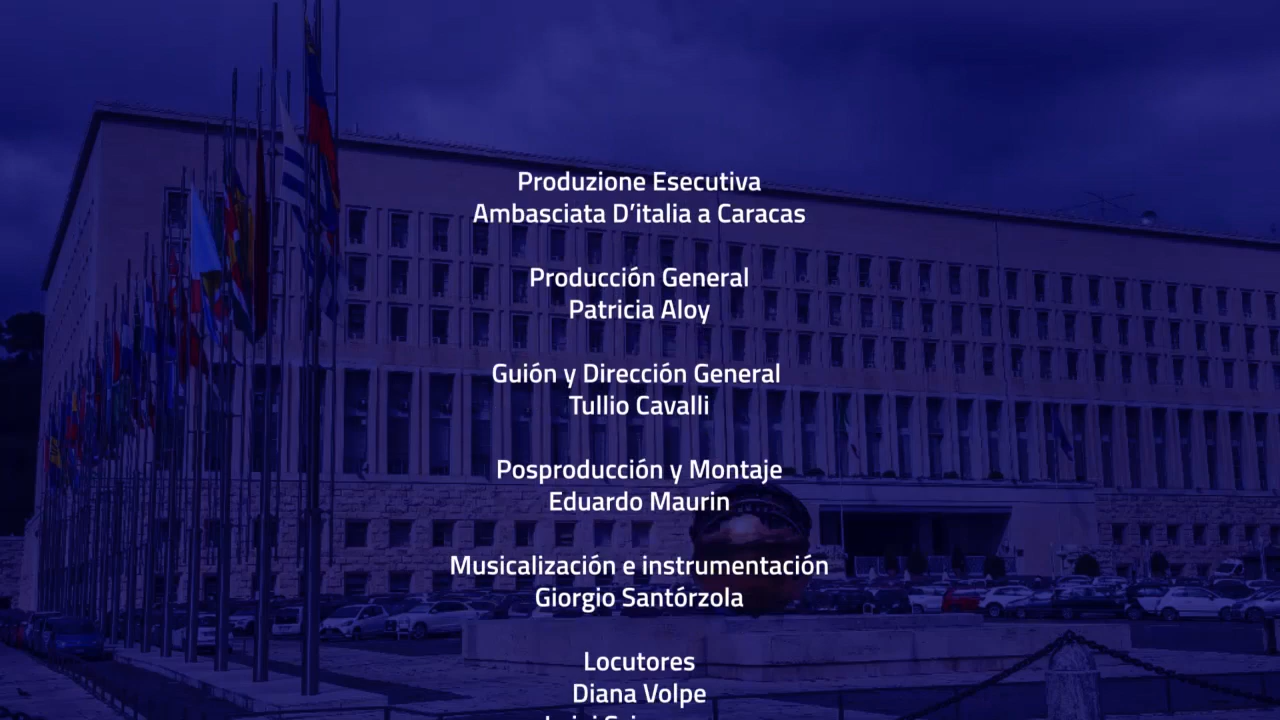 Produzione Esecutiva
Ambasciata D’italia a Caracas
Producción General
Patricia Aloy
Guión y Dirección General
Tullio Cavalli
Posproducción y Montaje
Eduardo Maurin
Musicalización e instrumentación
Giorgio Santórzola
Locutores
Diana Volpe